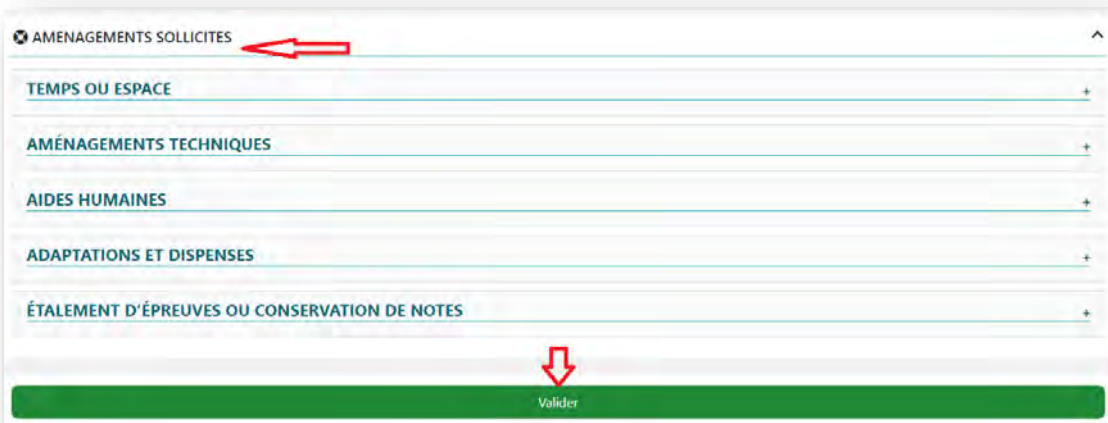 AMENAGEMENTS SOLLICITES
TEMPS OU ESPACE +
AMÉNAGEMENTS TECHNIQUES +
AIDES HUMAINES +
ADAPTATIONS ET DISPENSES +
ÉTALEMENT D'ÉPREUVES OU CONSERVATION DE NOTES +
Valider